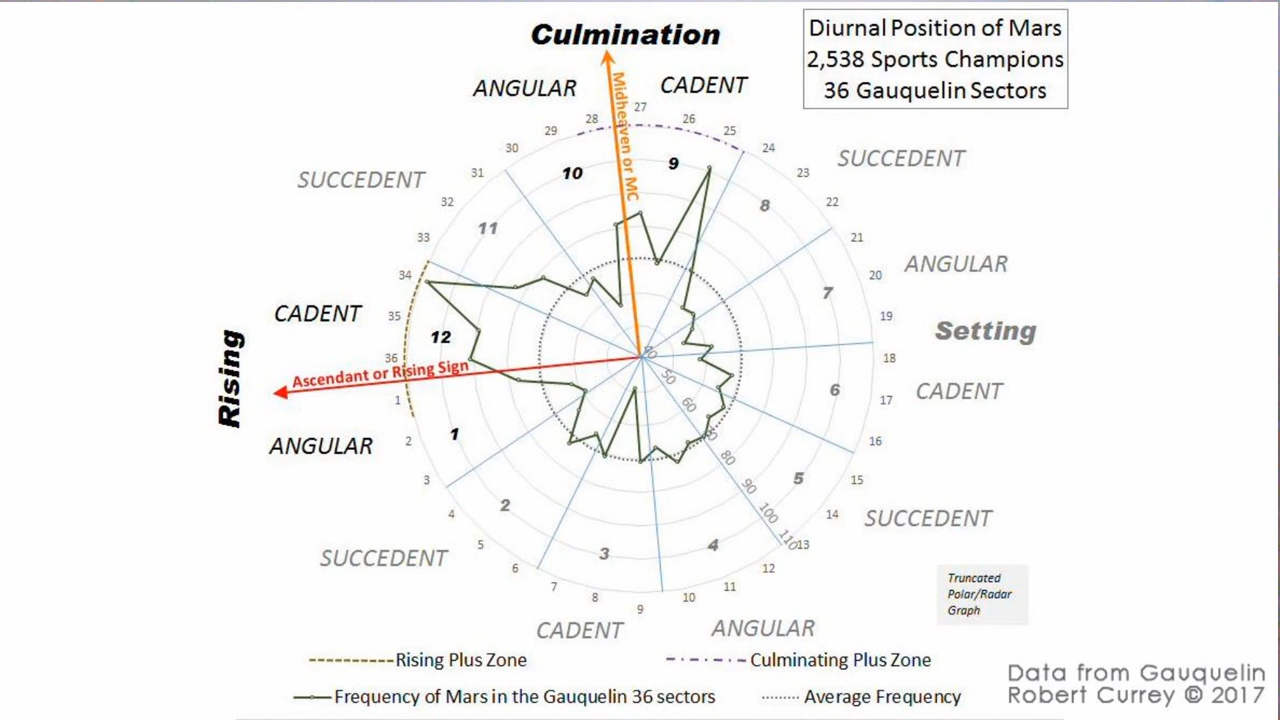 Culmination
Diurnal Position of Mars
2,538 Sports Champions
36 Gauquelin Sectors
ANGULAR
CADENT
Midheaven or MC
27
28
26
29
25
30
24
31
23
32
22
33
21
34
20
35
19
36
18
1
17
2
16
3
15
4
14
5
13
6
12
7
11
8
10
9
SUCCEDENT
SUCCEDENT
10
9
8
11
7
12
6
1
5
2
4
3
ANGULAR
CADENT
Setting
Rising
Ascendant or Rising Sign
CADENT
ANGULAR
40
50
60
70
80
90
100
110
SUCCEDENT
SUCCEDENT
CADENT
ANGULAR
Truncated
Polar/Radar
Graph
Rising Plus Zone
Culminating Plus Zone
Frequency of Mars in the Gauquelin 36 sectors
Average Frequency
Data from Gauquelin
Robert Currey © 2017